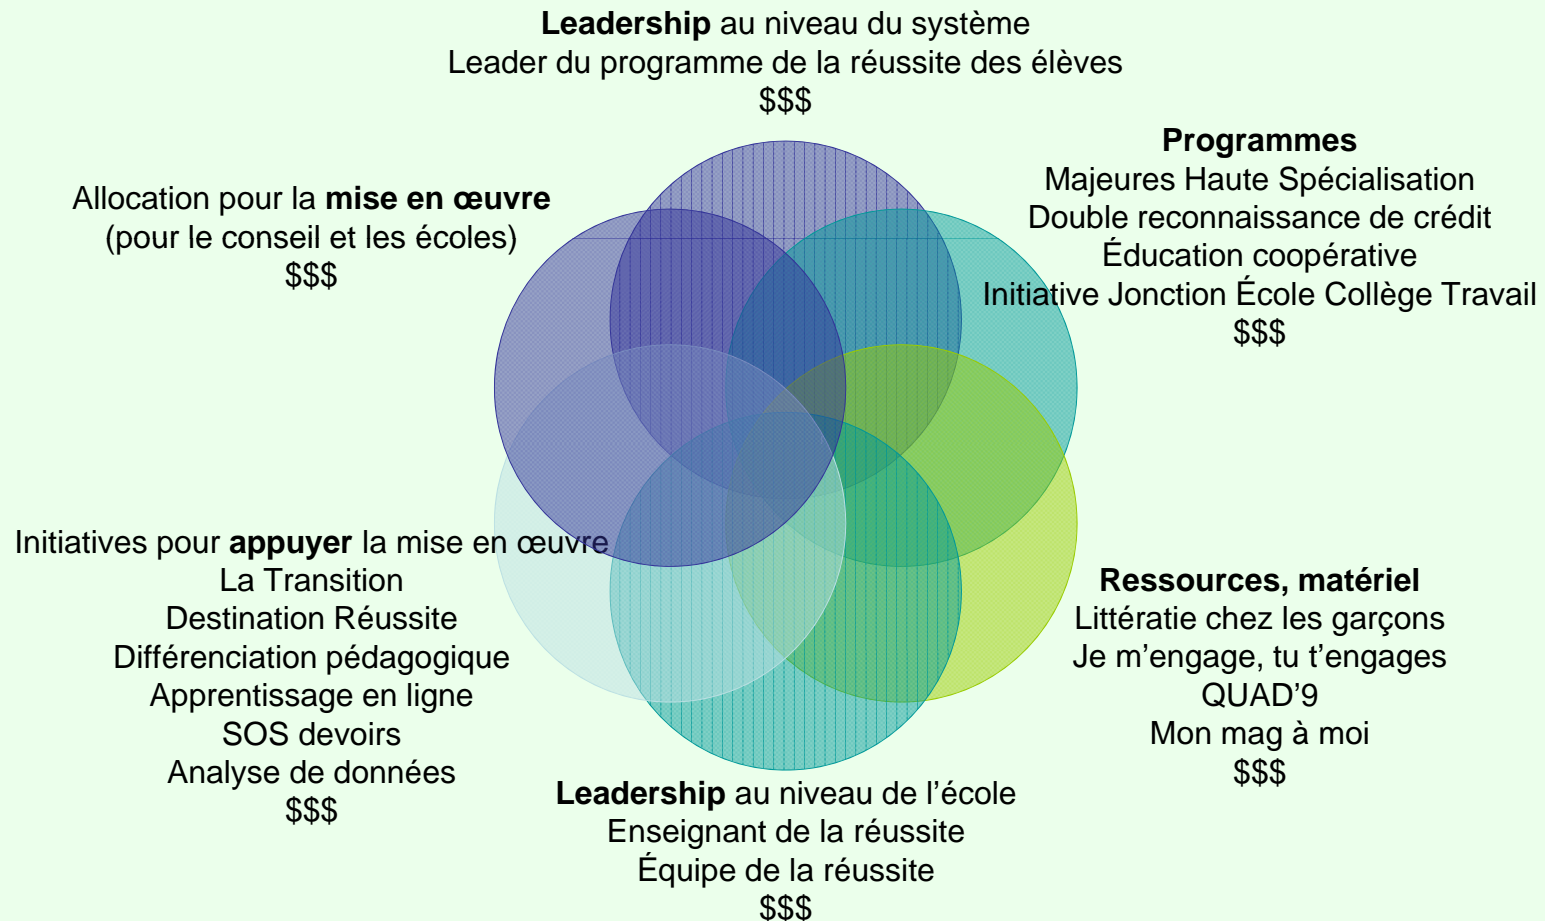 Leadership au niveau du système
Leader du programme de la réussite des élèves
$$$
Programmes
Majeures Haute Spécialisation
Double reconnaissance de crédit
Éducation coopérative
Initiative Jonction École Collège Travail
$$$
Allocation pour la mise en œuvre
(pour le conseil et les écoles)
$$$
Initiatives pour appuyer la mise en œuvre
La Transition
Destination Réussite
Différenciation pédagogique
Apprentissage en ligne
SOS devoirs
Analyse de données
$$$
Ressources, matériel
Littératie chez les garçons
Je m’engage, tu t’engages
QUAD’9
Mon mag à moi
$$$
Leadership au niveau de l’école
Enseignant de la réussite
Équipe de la réussite
$$$